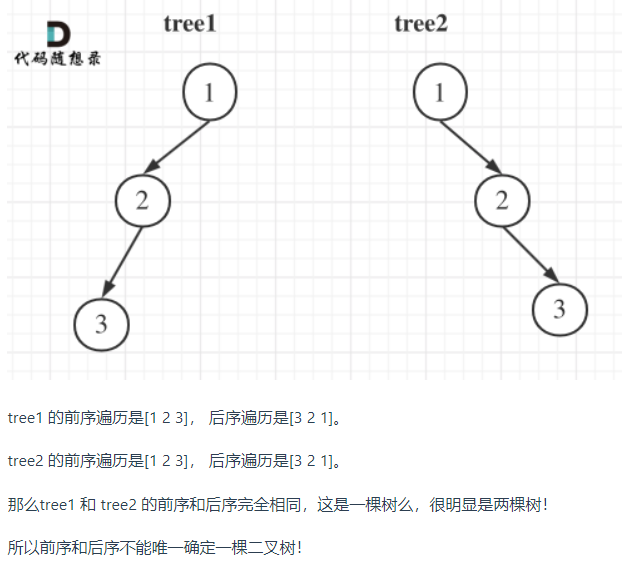 tree1 tree2
代码随想录
1 1
2 2
3 3
tree1 的前序遍历是[1 2 3]， 后序遍历是[3 2 1]。
tree2 的前序遍历是[1 2 3]， 后序遍历是[3 2 1]。
那么tree1 和 tree2 的前序和后序完全相同，这是一棵树么，很明显是两棵树！
所以前序和后序不能唯一确定一棵二叉树！